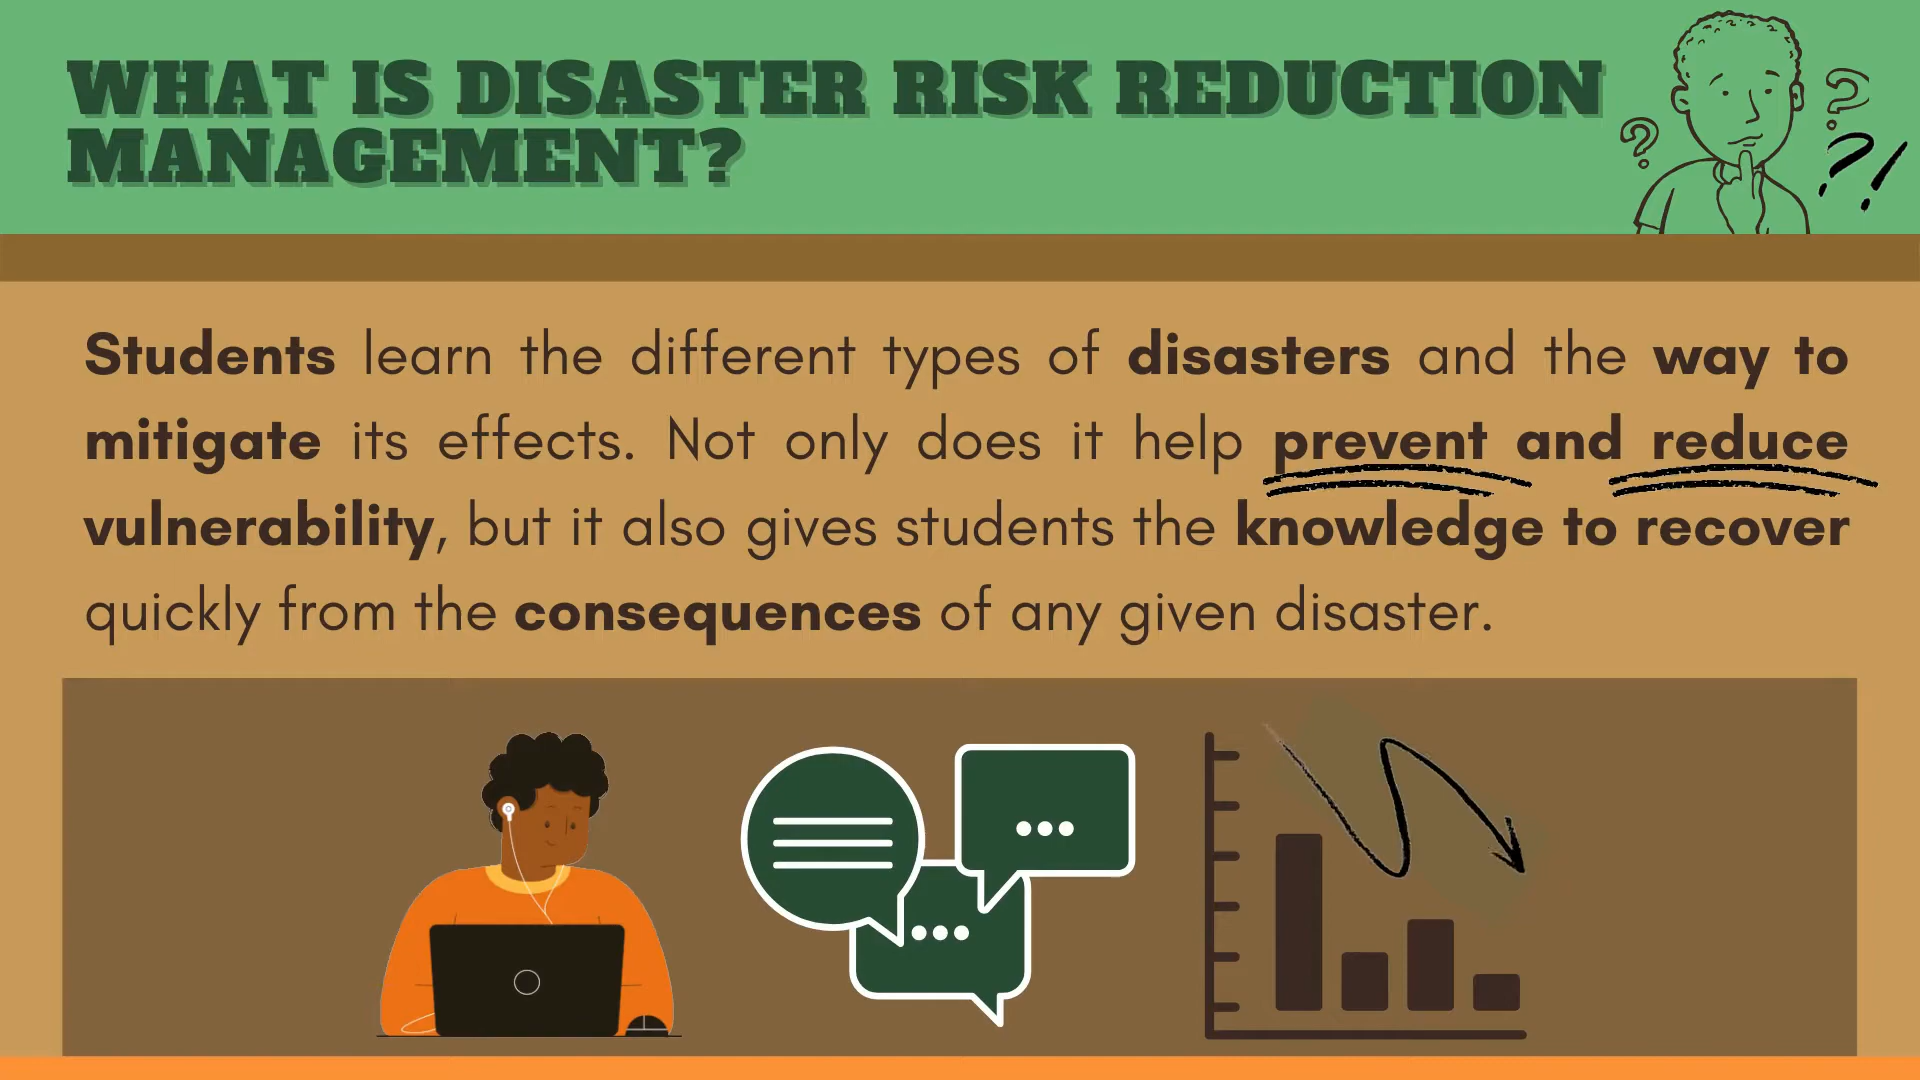 WHAT IS DISASTER RISK REDUCTION
MANAGEMENT?
? ? ?!
Students learn the different types of disasters and the way to
mitigate its effects. Not only does it help prevent and reduce
vulnerability, but it also gives students the knowledge to recover
quickly from the consequences of any given disaster.